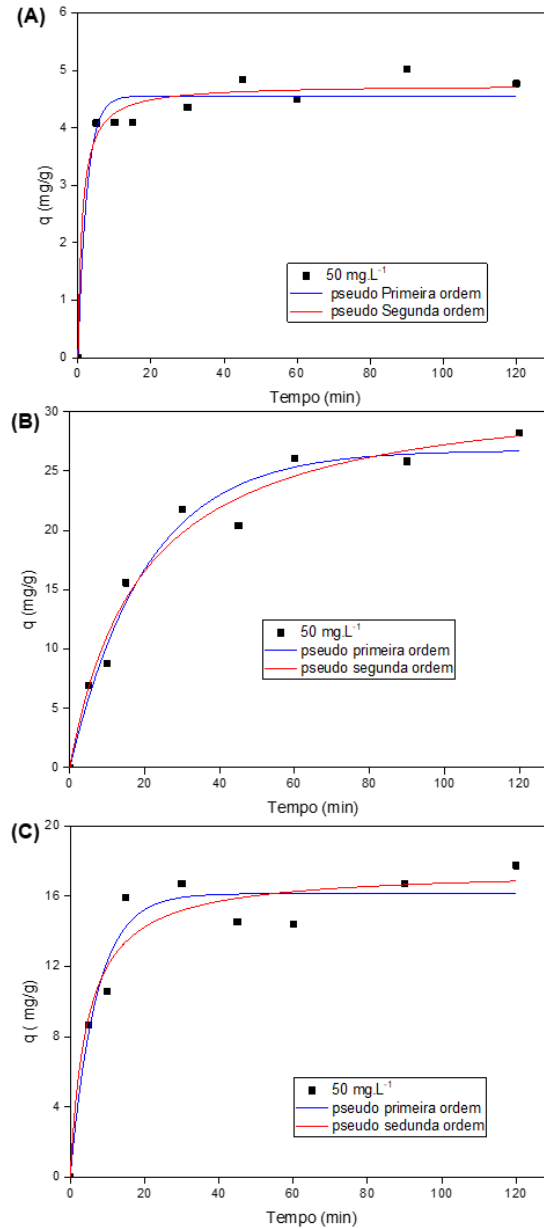 (A)
6
5
4
3
2
1
0
q (mg/g)
50 mg.L⁻¹
pseudo Primeira ordem
pseudo Segunda ordem
0 20 40 60 80 100 120
Tempo (min)
(B)
30
25
20
15
10
5
0
q (mg/g)
50 mg.L⁻¹
pseudo primeira ordem
pseudo segunda ordem
0 20 40 60 80 100 120
Tempo (min)
(C)
20
16
12
8
4
0
q ( mg/g)
50 mg.L⁻¹
pseudo primeira ordem
pseudo sedunda ordem
0 20 40 60 80 100 120
Tempo (min)